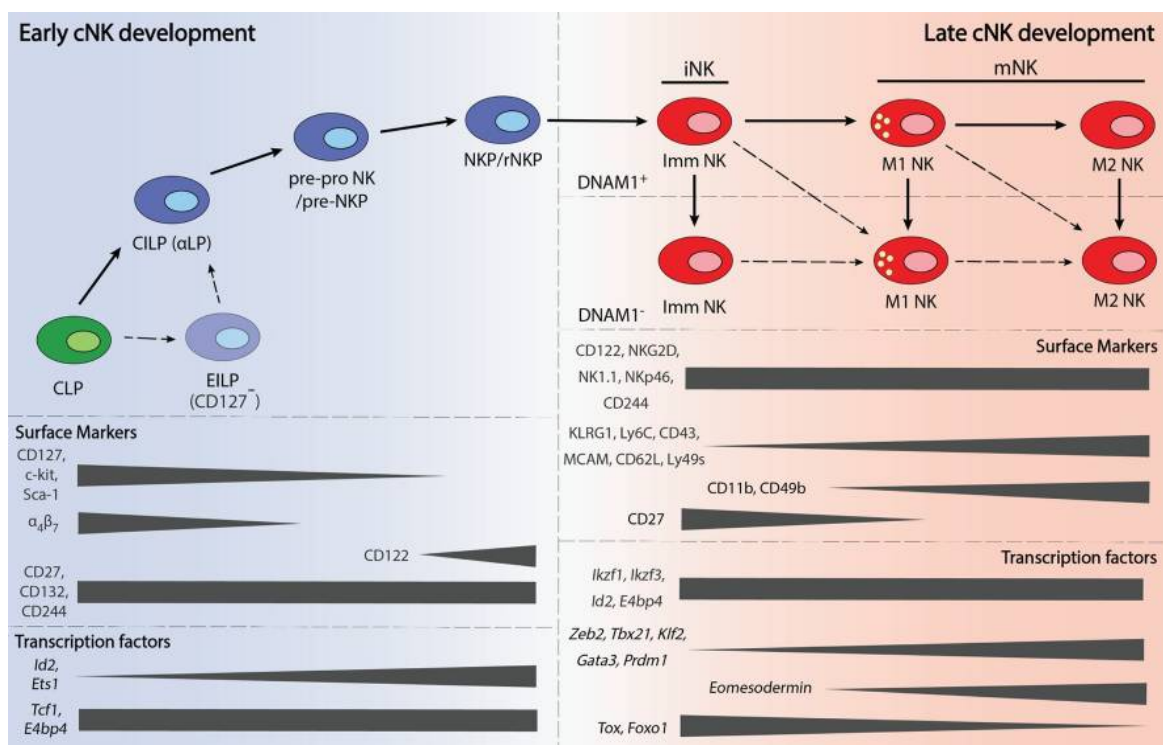 Early cNK development
CLP
EILP
(CD127⁻)
CILP (αLP)
pre-pro NK
/pre-NKP
NKP/rNKP
Surface Markers
CD127,
c-kit,
Sca-1
α₄β₇
CD122
CD27,
CD132,
CD244
Transcription factors
Id2,
Ets1
Tcf1,
E4bp4
Late cNK development
iNK
mNK
Imm NK
M1 NK
M2 NK
DNAM1⁺
Imm NK
M1 NK
M2 NK
DNAM1⁻
Surface Markers
CD122, NKG2D,
NK1.1, NKp46,
CD244
KLRG1, Ly6C, CD43,
MCAM, CD62L, Ly49s
CD11b, CD49b
CD27
Transcription factors
Ikzf1, Ikzf3,
Id2, E4bp4
Zeb2, Tbx21, Klf2,
Gata3, Prdm1
Eomesodermin
Tox, Foxo1